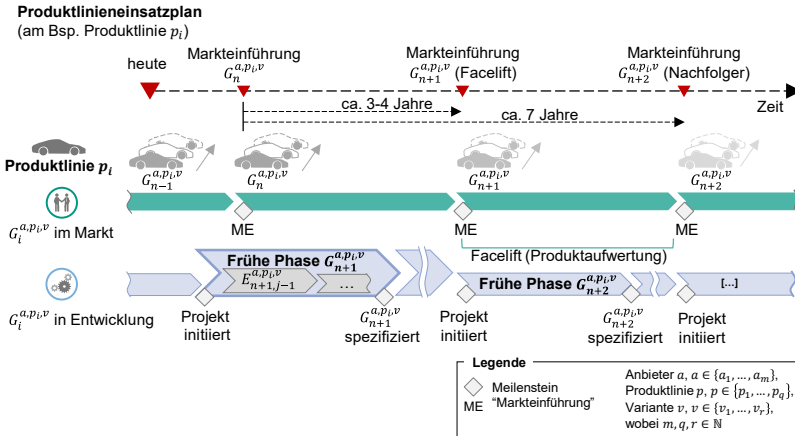 Produktlinieneinsatzplan
(am Bsp. Produktlinie p_i)
heute
Markteinführung
G_n^{a,p_i,v}
Markteinführung
G_{n+1}^{a,p_i,v} (Facelift)
Markteinführung
G_{n+2}^{a,p_i,v} (Nachfolger)
ca. 3-4 Jahre
ca. 7 Jahre
Zeit
Produktlinie p_i
G_{n-1}^{a,p_i,v}
G_n^{a,p_i,v}
G_{n+1}^{a,p_i,v}
G_{n+2}^{a,p_i,v}
G_i^{a,p_i,v} im Markt
ME
ME
ME
Facelift (Produktaufwertung)
Frühe Phase G_{n+1}^{a,p_i,v}
E_{n+1,j-1}^{a,p_i,v}
...
Frühe Phase G_{n+2}^{a,p_i,v}
[...]
G_i^{a,p_i,v} in Entwicklung
Projekt
initiiert
G_{n+1}^{a,p_i,v}
spezifiziert
Projekt
initiiert
G_{n+2}^{a,p_i,v}
spezifiziert
Projekt
initiiert
Legende
Meilenstein
ME "Markteinführung"
Anbieter a, a ∈ {a_1, ..., a_m},
Produktlinie p, p ∈ {p_1, ..., p_q},
Variante v, v ∈ {v_1, ..., v_r},
wobei m, q, r ∈ ℕ